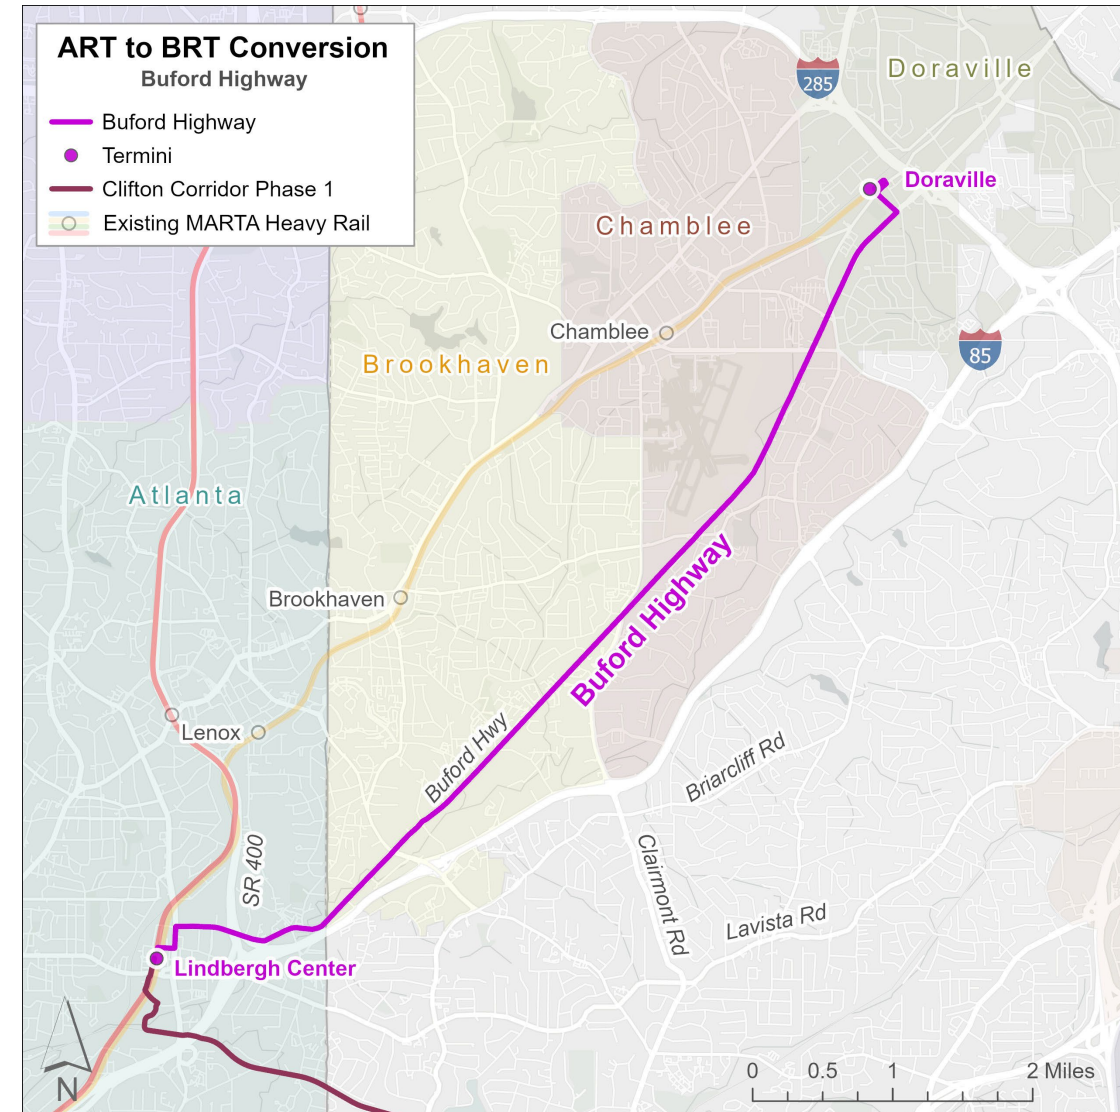 ART to BRT Conversion
Buford Highway
Buford Highway
Termini
Clifton Corridor Phase 1
Existing MARTA Heavy Rail
285
Doraville
Doraville
Chamblee
Chamblee
85
Brookhaven
Atlanta
Brookhaven
Buford Highway
Lenox
Buford Hwy
Briarcliff Rd
SR 400
Clairmont Rd
Lavista Rd
Lindbergh Center
N
0 0.5 1 2 Miles